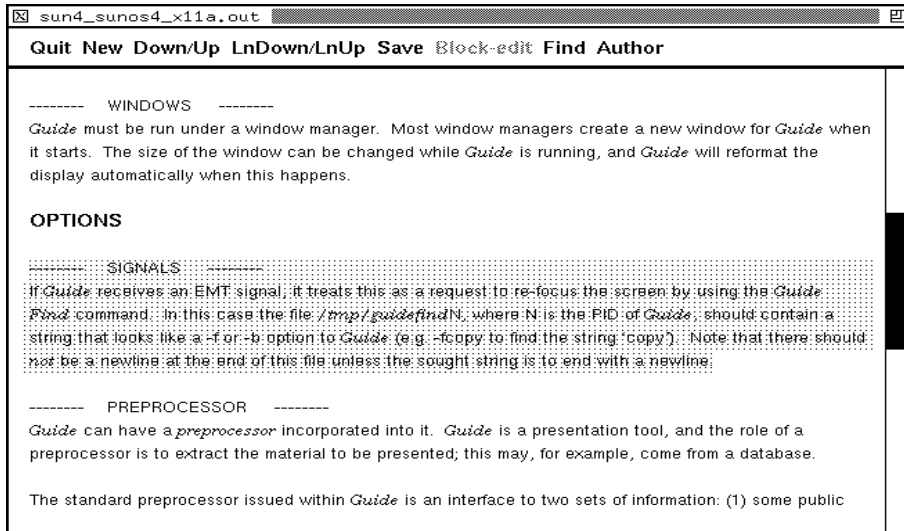 sun4_sunos4_x11a.out
Quit New Down/Up LnDown/LnUp Save Block-edit Find Author
-------- WINDOWS --------
Guide must be run under a window manager. Most window managers create a new window for Guide when
it starts. The size of the window can be changed while Guide is running, and Guide will reformat the
display automatically when this happens.
OPTIONS
-------- SIGNALS --------
If Guide receives an EMT signal, it treats this as a request to re-focus the screen by using the Guide
Find command. In this case the file /tmp/guidefindN, where N is the PID of Guide, should contain a
string that looks like a -f or -b option to Guide (e.g. -fcopy to find the string 'copy'). Note that there should
not be a newline at the end of this file unless the sought string is to end with a newline.
-------- PREPROCESSOR --------
Guide can have a preprocessor incorporated into it. Guide is a presentation tool, and the role of a
preprocessor is to extract the material to be presented; this may, for example, come from a database.
The standard preprocessor issued within Guide is an interface to two sets of information: (1) some public